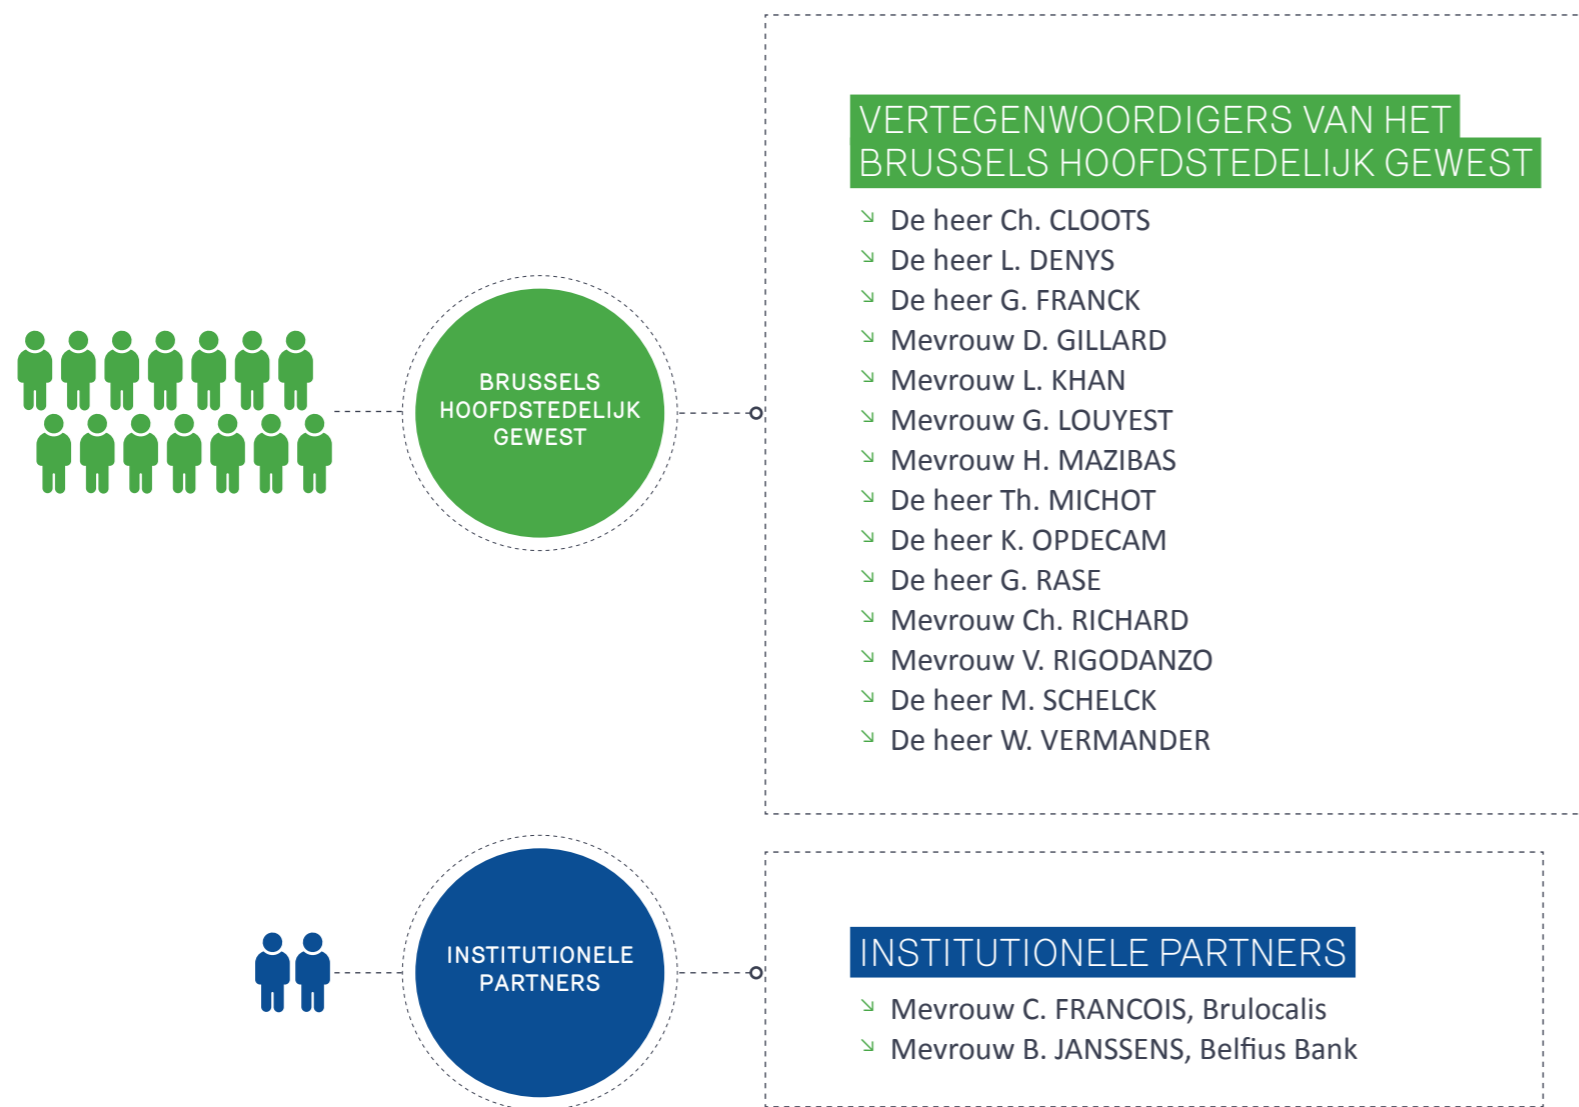 BRUSSELS
HOOFDSTEDELIJK
GEWEST
VERTEGENWOORDIGERS VAN HET
BRUSSELS HOOFDSTEDELIJK GEWEST
De heer Ch. CLOOTS
De heer L. DENYS
De heer G. FRANCK
Mevrouw D. GILLARD
Mevrouw L. KHAN
Mevrouw G. LOUYEST
Mevrouw H. MAZIBAS
De heer Th. MICHOT
De heer K. OPDECAM
De heer G. RASE
Mevrouw Ch. RICHARD
Mevrouw V. RIGODANZO
De heer M. SCHELCK
De heer W. VERMANDER
INSTITUTIONELE
PARTNERS
INSTITUTIONELE PARTNERS
Mevrouw C. FRANCOIS, Brulocalis
Mevrouw B. JANSSENS, Belfius Bank